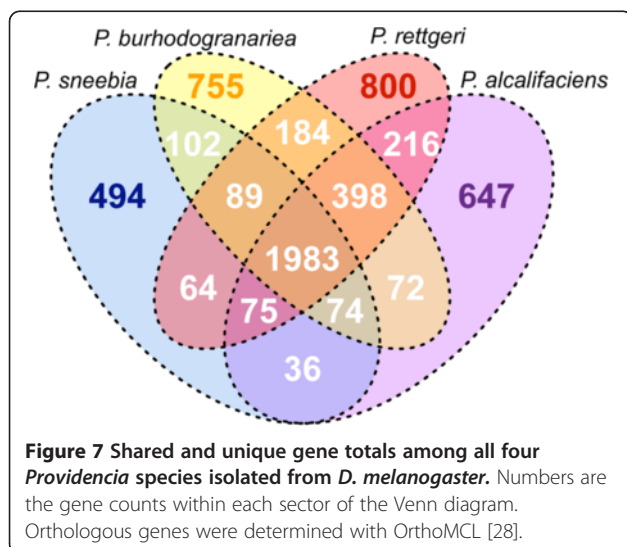 P. burhodogranariea
P. rettgeri
P. sneebia
P. alcalifaciens
755
800
102
184
216
494
89
398
647
1983
64
72
75
74
36
Figure 7 Shared and unique gene totals among all four
Providencia species isolated from D. melanogaster. Numbers are
the gene counts within each sector of the Venn diagram.
Orthologous genes were determined with OrthoMCL [28].